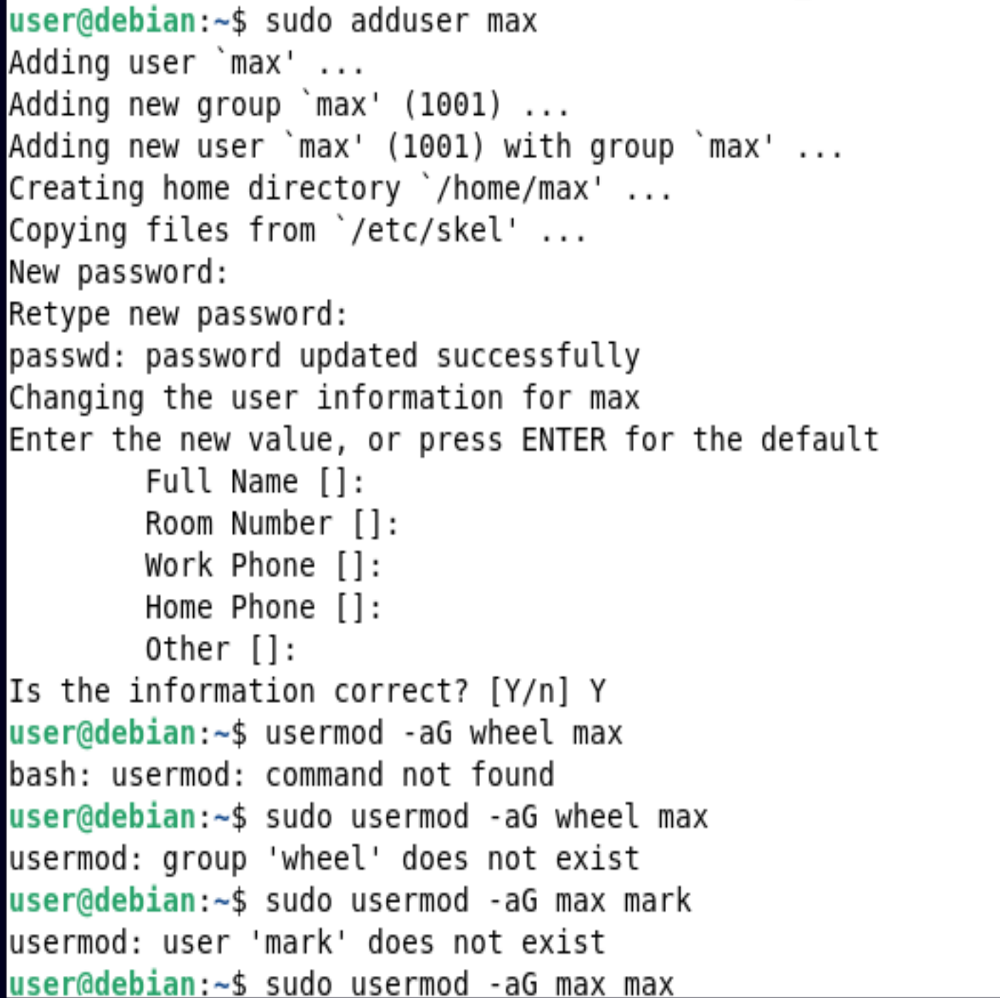 user@debian:~$ sudo adduser max
Adding user `max' ...
Adding new group `max' (1001) ...
Adding new user `max' (1001) with group `max' ...
Creating home directory `/home/max' ...
Copying files from `/etc/skel' ...
New password:
Retype new password:
passwd: password updated successfully
Changing the user information for max
Enter the new value, or press ENTER for the default
        Full Name []:
        Room Number []:
        Work Phone []:
        Home Phone []:
        Other []:
Is the information correct? [Y/n] Y
user@debian:~$ usermod -aG wheel max
bash: usermod: command not found
user@debian:~$ sudo usermod -aG wheel max
usermod: group 'wheel' does not exist
user@debian:~$ sudo usermod -aG max mark
usermod: user 'mark' does not exist
user@debian:~$ sudo usermod -aG max max